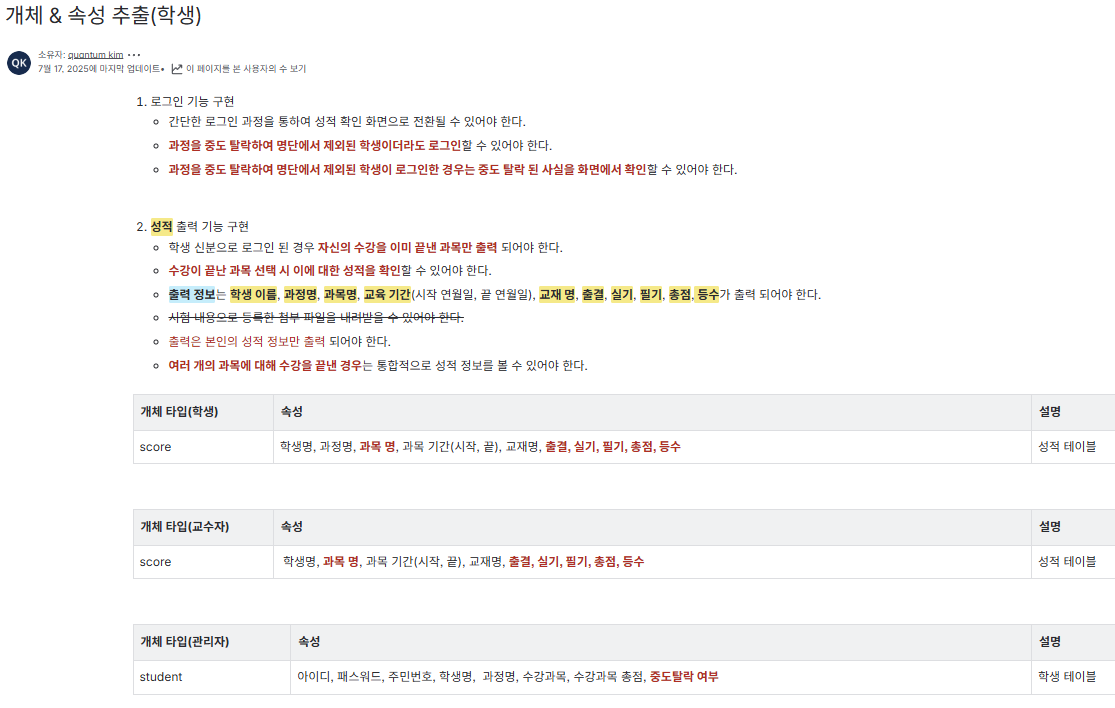 개체 & 속성 추출(학생)
QK
소유자: quantum kim •••
7월 17, 2025에 마지막 업데이트• 이 페이지를 본 사용자의 수 보기
1. 로그인 기능 구현
간단한 로그인 과정을 통하여 성적 확인 화면으로 전환될 수 있어야 한다.
과정을 중도 탈락하여 명단에서 제외된 학생이더라도 로그인할 수 있어야 한다.
과정을 중도 탈락하여 명단에서 제외된 학생이 로그인한 경우는 중도 탈락 된 사실을 화면에서 확인할 수 있어야 한다.
2. 성적 출력 기능 구현
학생 신분으로 로그인 된 경우 자신의 수강을 이미 끝낸 과목만 출력 되어야 한다.
수강이 끝난 과목 선택 시 이에 대한 성적을 확인할 수 있어야 한다.
출력 정보는 학생 이름, 과정명, 과목명, 교육 기간(시작 연월일, 끝 연월일), 교재 명, 출결, 실기, 필기, 총점, 등수가 출력 되어야 한다.
시험 내용으로 등록한 첨부 파일을 내려받을 수 있어야 한다.
출력은 본인의 성적 정보만 출력 되어야 한다.
여러 개의 과목에 대해 수강을 끝낸 경우는 통합적으로 성적 정보를 볼 수 있어야 한다.
개체 타입(학생) 속성 설명
score 학생명, 과정명, 과목 명, 과목 기간(시작, 끝), 교재명, 출결, 실기, 필기, 총점, 등수 성적 테이블
개체 타입(교수자) 속성 설명
score 학생명, 과목 명, 과목 기간(시작, 끝), 교재명, 출결, 실기, 필기, 총점, 등수 성적 테이블
개체 타입(관리자) 속성 설명
student 아이디, 패스워드, 주민번호, 학생명, 과정명, 수강과목, 수강과목 총점, 중도탈락 여부 학생 테이블